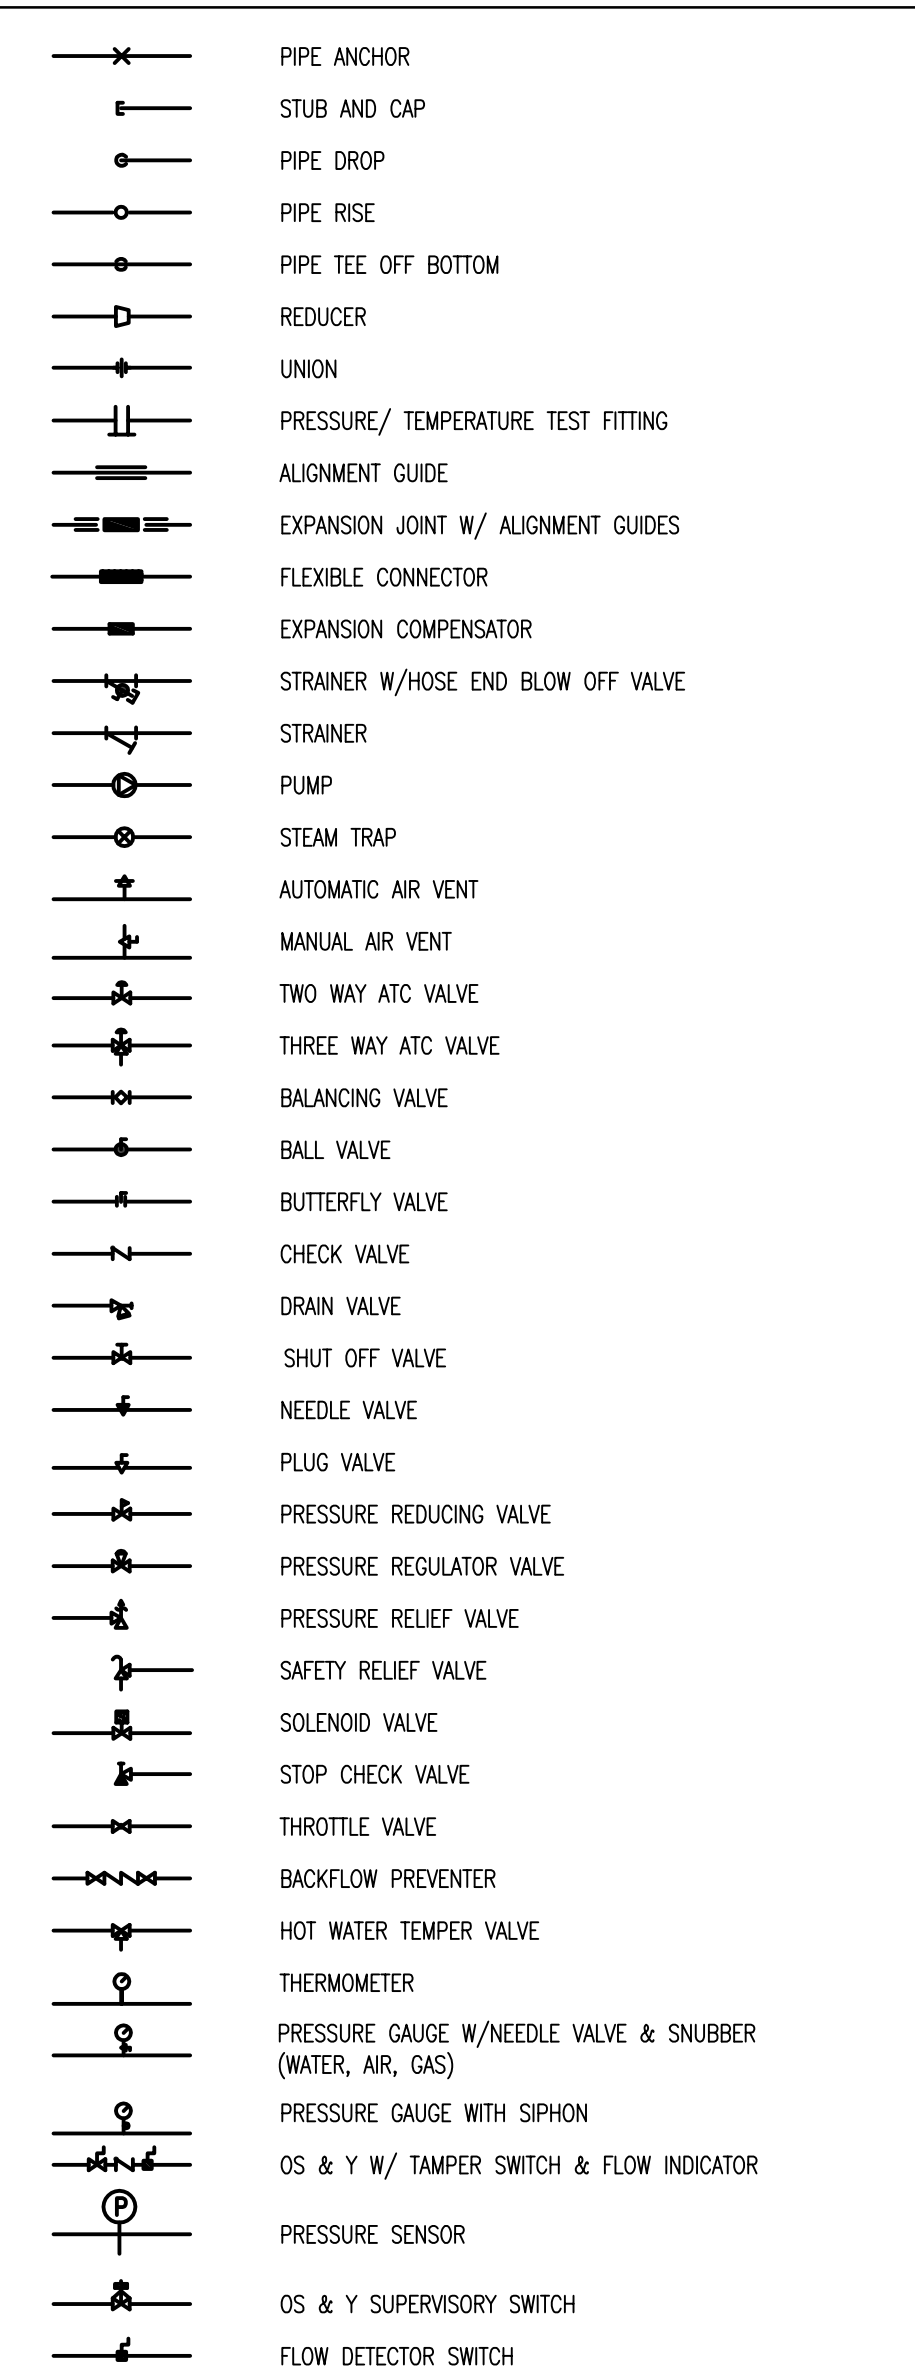 PIPE ANCHOR
STUB AND CAP
PIPE DROP
PIPE RISE
PIPE TEE OFF BOTTOM
REDUCER
UNION
PRESSURE/ TEMPERATURE TEST FITTING
ALIGNMENT GUIDE
EXPANSION JOINT W/ ALIGNMENT GUIDES
FLEXIBLE CONNECTOR
EXPANSION COMPENSATOR
STRAINER W/HOSE END BLOW OFF VALVE
STRAINER
PUMP
STEAM TRAP
AUTOMATIC AIR VENT
MANUAL AIR VENT
TWO WAY ATC VALVE
THREE WAY ATC VALVE
BALANCING VALVE
BALL VALVE
BUTTERFLY VALVE
CHECK VALVE
DRAIN VALVE
SHUT OFF VALVE
NEEDLE VALVE
PLUG VALVE
PRESSURE REDUCING VALVE
PRESSURE REGULATOR VALVE
PRESSURE RELIEF VALVE
SAFETY RELIEF VALVE
SOLENOID VALVE
STOP CHECK VALVE
THROTTLE VALVE
BACKFLOW PREVENTER
HOT WATER TEMPER VALVE
THERMOMETER
PRESSURE GAUGE W/NEEDLE VALVE & SNUBBER
(WATER, AIR, GAS)
PRESSURE GAUGE WITH SIPHON
OS & Y W/ TAMPER SWITCH & FLOW INDICATOR
P
PRESSURE SENSOR
OS & Y SUPERVISORY SWITCH
FLOW DETECTOR SWITCH